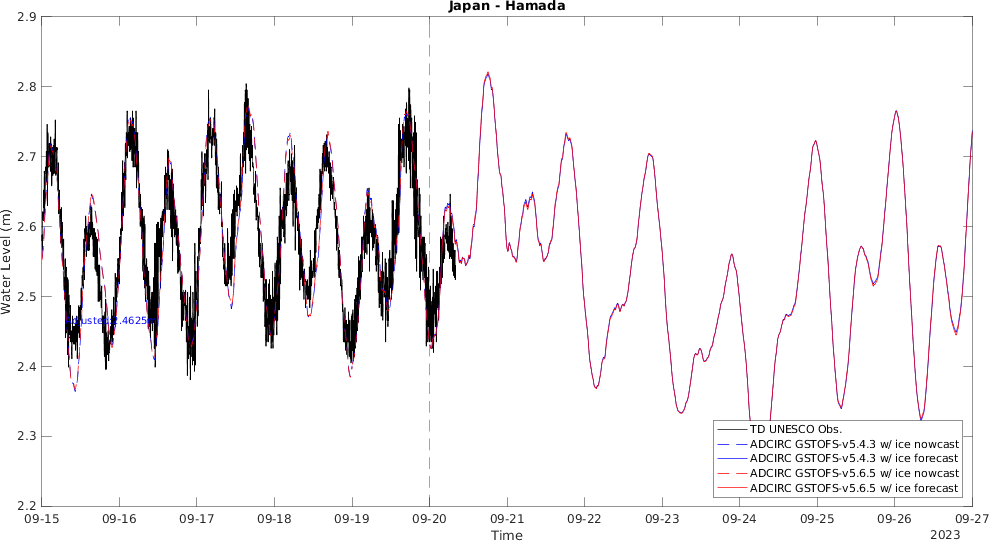 Japan - Hamada
2.9
2.8
2.7
2.6
2.5
2.4
2.3
2.2
Water Level (m)
09-15
09-16
09-17
09-18
09-19
09-20
09-21
09-22
09-23
09-24
09-25
09-26
09-27
Time
2023
TD UNESCO Obs.
ADCIRC GSTOFS-v5.4.3 w/ ice nowcast
ADCIRC GSTOFS-v5.4.3 w/ ice forecast
ADCIRC GSTOFS-v5.6.5 w/ ice nowcast
ADCIRC GSTOFS-v5.6.5 w/ ice forecast